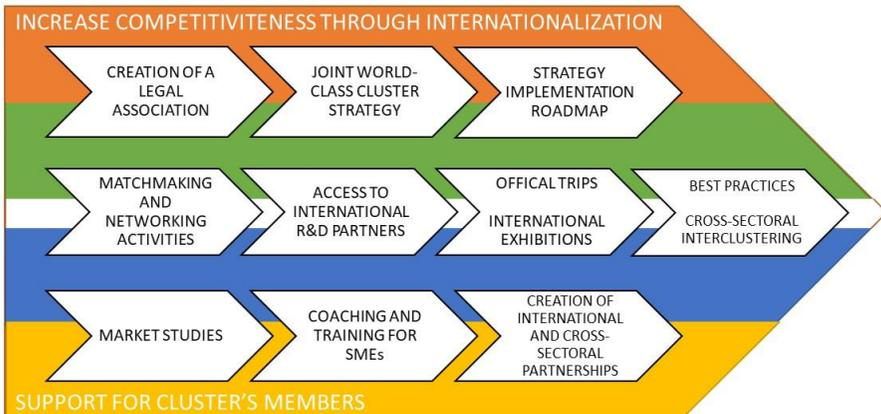 INCREASE COMPETITIVITENESS THROUGH INTERNATIONALIZATION
CREATION OF A
LEGAL
ASSOCIATION
JOINT WORLD-
CLASS CLUSTER
STRATEGY
STRATEGY
IMPLEMENTATION
ROADMAP
MATCHMAKING
AND
NETWORKING
ACTIVITIES
ACCESS TO
INTERNATIONAL
R&D PARTNERS
OFFICAL TRIPS
INTERNATIONAL
EXHIBITIONS
BEST PRACTICES
CROSS-SECTORAL
INTERCLUSTERING
MARKET STUDIES
COACHING AND
TRAINING FOR
SMEs
CREATION OF
INTERNATIONAL
AND CROSS-
SECTORAL
PARTNERSHIPS
SUPPORT FOR CLUSTER'S MEMBERS